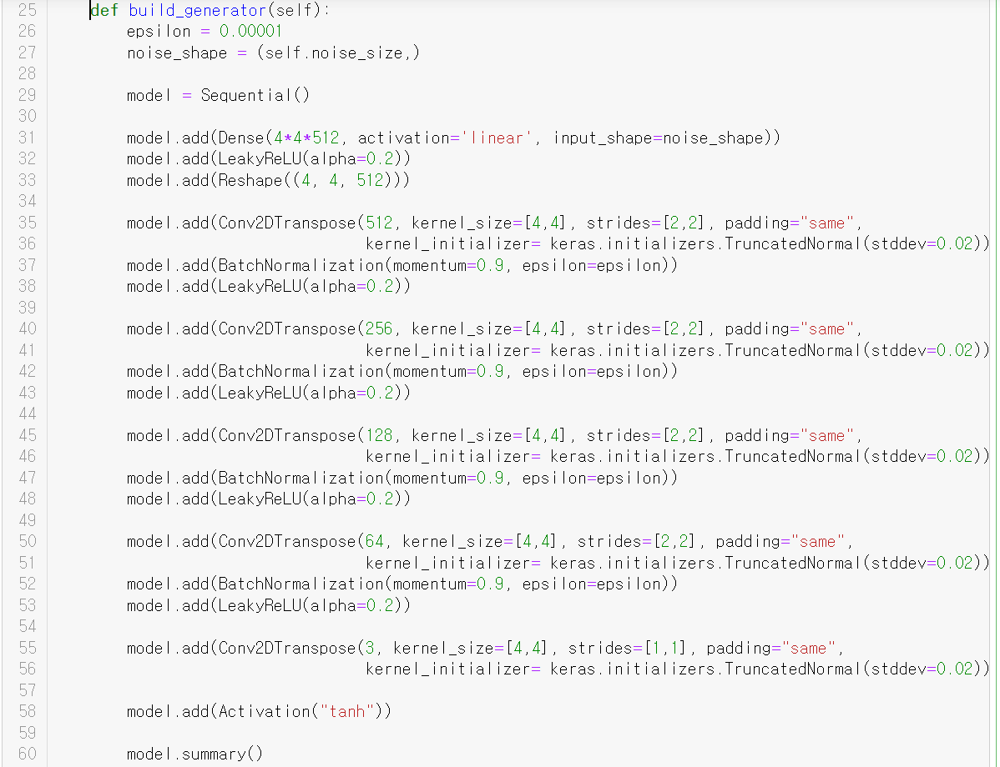 25 def build_generator(self):
26 epsilon = 0.00001
27 noise_shape = (self.noise_size,)
28
29 model = Sequential()
30
31 model.add(Dense(4*4*512, activation='linear', input_shape=noise_shape))
32 model.add(LeakyReLU(alpha=0.2))
33 model.add(Reshape((4, 4, 512)))
34
35 model.add(Conv2DTranspose(512, kernel_size=[4,4], strides=[2,2], padding="same",
36 kernel_initializer= keras.initializers.TruncatedNormal(stddev=0.02))
37 model.add(BatchNormalization(momentum=0.9, epsilon=epsilon))
38 model.add(LeakyReLU(alpha=0.2))
39
40 model.add(Conv2DTranspose(256, kernel_size=[4,4], strides=[2,2], padding="same",
41 kernel_initializer= keras.initializers.TruncatedNormal(stddev=0.02))
42 model.add(BatchNormalization(momentum=0.9, epsilon=epsilon))
43 model.add(LeakyReLU(alpha=0.2))
44
45 model.add(Conv2DTranspose(128, kernel_size=[4,4], strides=[2,2], padding="same",
46 kernel_initializer= keras.initializers.TruncatedNormal(stddev=0.02))
47 model.add(BatchNormalization(momentum=0.9, epsilon=epsilon))
48 model.add(LeakyReLU(alpha=0.2))
49
50 model.add(Conv2DTranspose(64, kernel_size=[4,4], strides=[2,2], padding="same",
51 kernel_initializer= keras.initializers.TruncatedNormal(stddev=0.02))
52 model.add(BatchNormalization(momentum=0.9, epsilon=epsilon))
53 model.add(LeakyReLU(alpha=0.2))
54
55 model.add(Conv2DTranspose(3, kernel_size=[4,4], strides=[1,1], padding="same",
56 kernel_initializer= keras.initializers.TruncatedNormal(stddev=0.02))
57
58 model.add(Activation("tanh"))
59
60 model.summary()